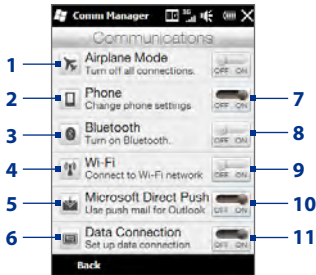 Comm Manager 3G
Communications
1 Airplane Mode
Turn off all connections. OFF ON
2 Phone 7
Change phone settings OFF ON
3 Bluetooth 8
Turn on Bluetooth. OFF ON
4 Wi-Fi 9
Connect to Wi-Fi network OFF ON
5 Microsoft Direct Push 10
Use push mail for Outlook OFF ON
6 Data Connection 11
Set up data connection OFF ON
Back